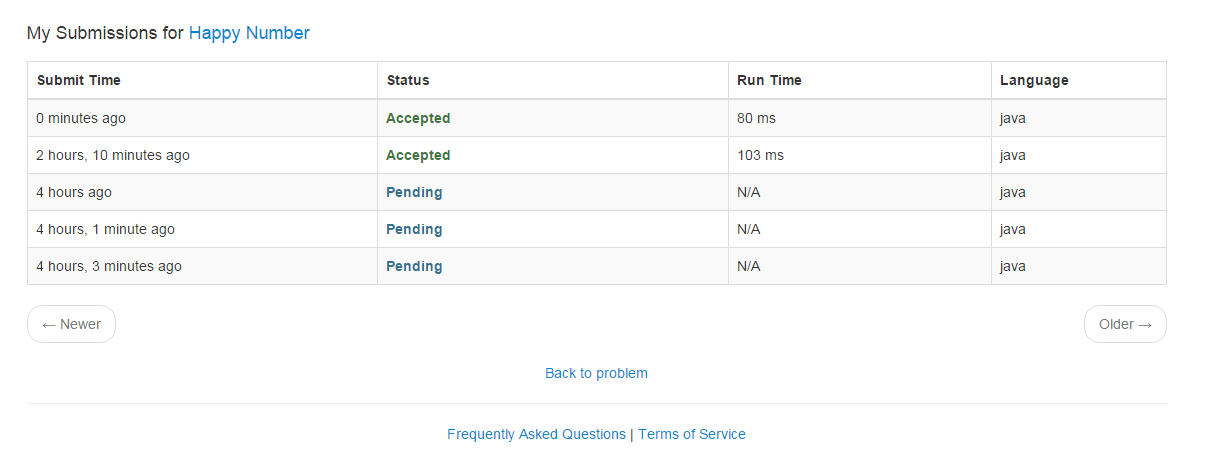 My Submissions for Happy Number
Submit Time Status Run Time Language
0 minutes ago Accepted 80 ms java
2 hours, 10 minutes ago Accepted 103 ms java
4 hours ago Pending N/A java
4 hours, 1 minute ago Pending N/A java
4 hours, 3 minutes ago Pending N/A java
← Newer Older →
Back to problem
Frequently Asked Questions | Terms of Service